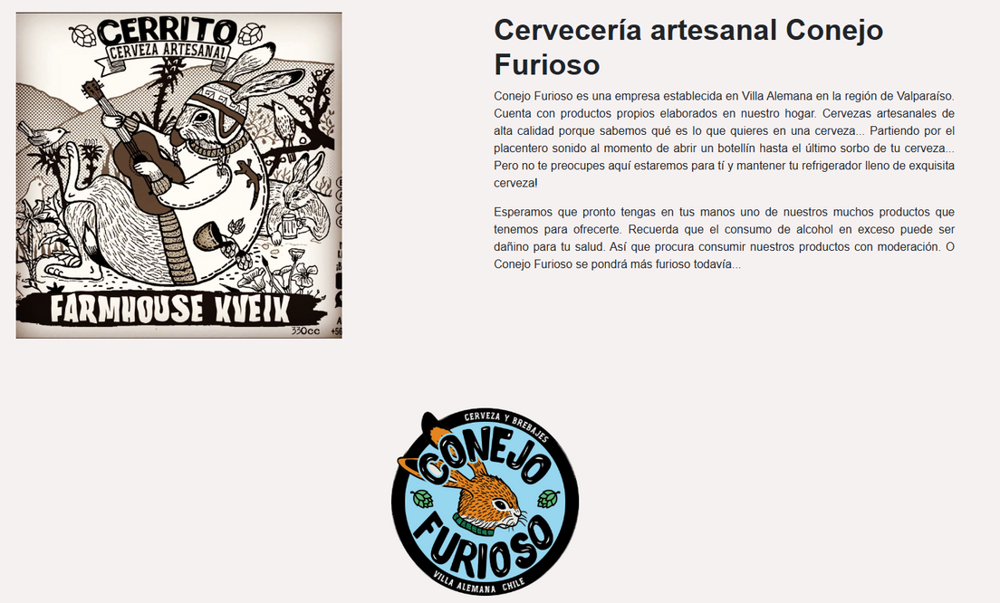 CERRITO
CERVEZA ARTESANAL
FARMHOUSE KVEIK
330cc
+56
Cervecería artesanal Conejo
Furioso
Conejo Furioso es una empresa establecida en Villa Alemana en la región de Valparaíso.
Cuenta con productos propios elaborados en nuestro hogar. Cervezas artesanales de
alta calidad porque sabemos qué es lo que quieres en una cerveza... Partiendo por el
placentero sonido al momento de abrir un botellín hasta el último sorbo de tu cerveza...
Pero no te preocupes aquí estaremos para tí y mantener tu refrigerador lleno de exquisita
cerveza!
Esperamos que pronto tengas en tus manos uno de nuestros muchos productos que
tenemos para ofrecerte. Recuerda que el consumo de alcohol en exceso puede ser
dañino para tu salud. Así que procura consumir nuestros productos con moderación. O
Conejo Furioso se pondrá más furioso todavía...
CERVEZA Y BREBAJES
CONEJO
FURIOSO
VILLA ALEMANA CHILE